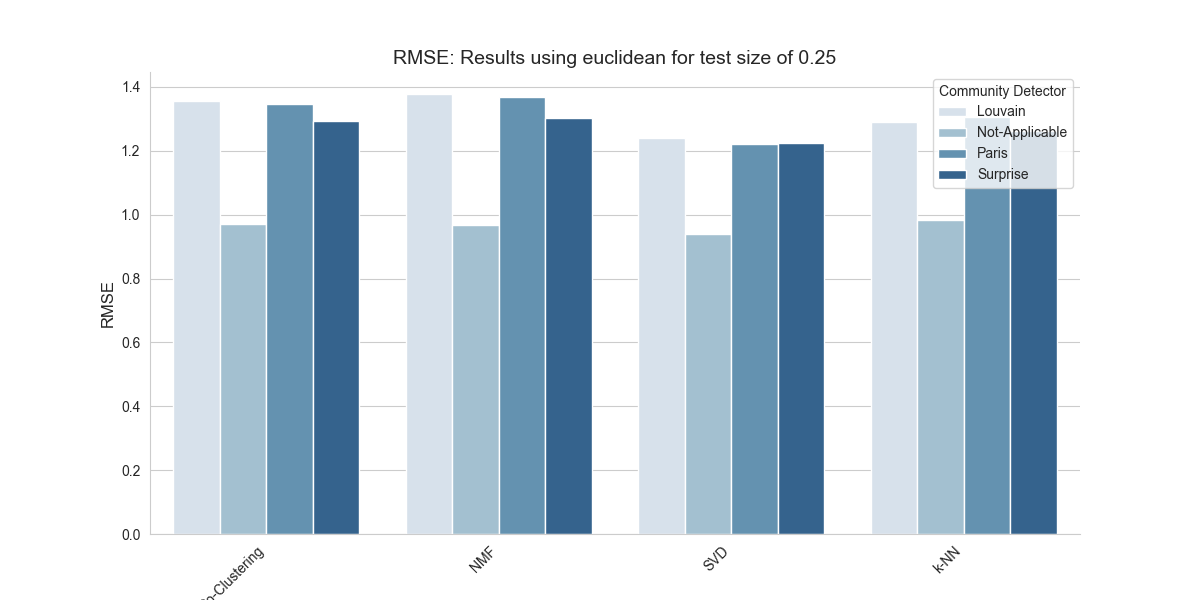 RMSE: Results using euclidean for test size of 0.25
Community Detector
Louvain
Not-Applicable
Paris
Surprise
RMSE
1.4
1.2
1.0
0.8
0.6
0.4
0.2
0.0
o-Clustering
NMF
SVD
k-NN